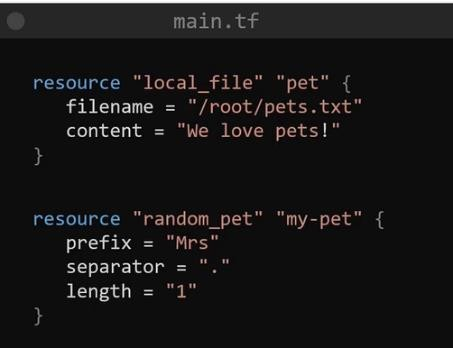 main.tf
resource "local_file" "pet" {
filename = "/root/pets.txt"
content = "We love pets!"
}
resource "random_pet" "my-pet" {
prefix = "Mrs"
separator = "."
length = "1"
}